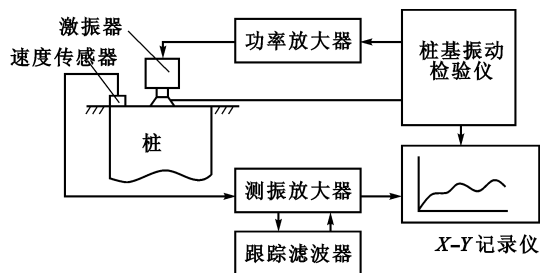 激振器
速度传感器
功率放大器
桩基振动
检验仪
桩
测振放大器
跟踪滤波器
X-Y 记录仪